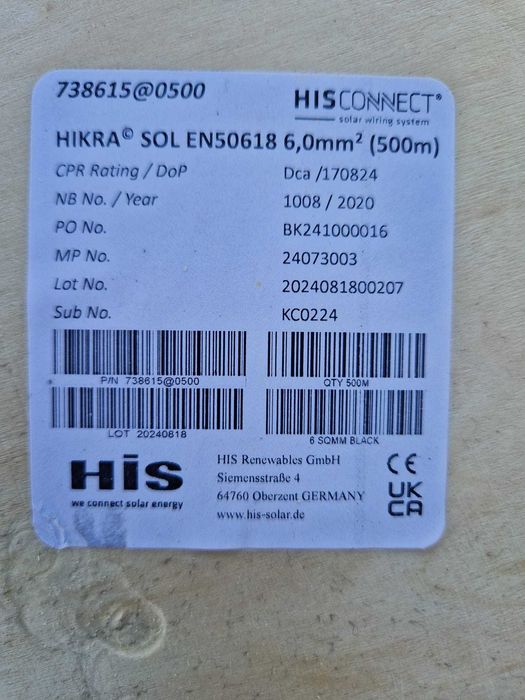 738615@0500
HISCONNECT®
solar wiring system
HIKRA© SOL EN50618 6,0mm² (500m)
CPR Rating / DoP Dca /170824
NB No. / Year 1008 / 2020
PO No. BK241000016
MP No. 24073003
Lot No. 2024081800207
Sub No. KC0224
P/N 738615@0500
QTY 500M
LOT 20240818
6 SQMM BLACK
HIS
we connect solar energy
HIS Renewables GmbH
Siemensstraße 4
64760 Oberzent GERMANY
www.his-solar.de
CE
UK
CA